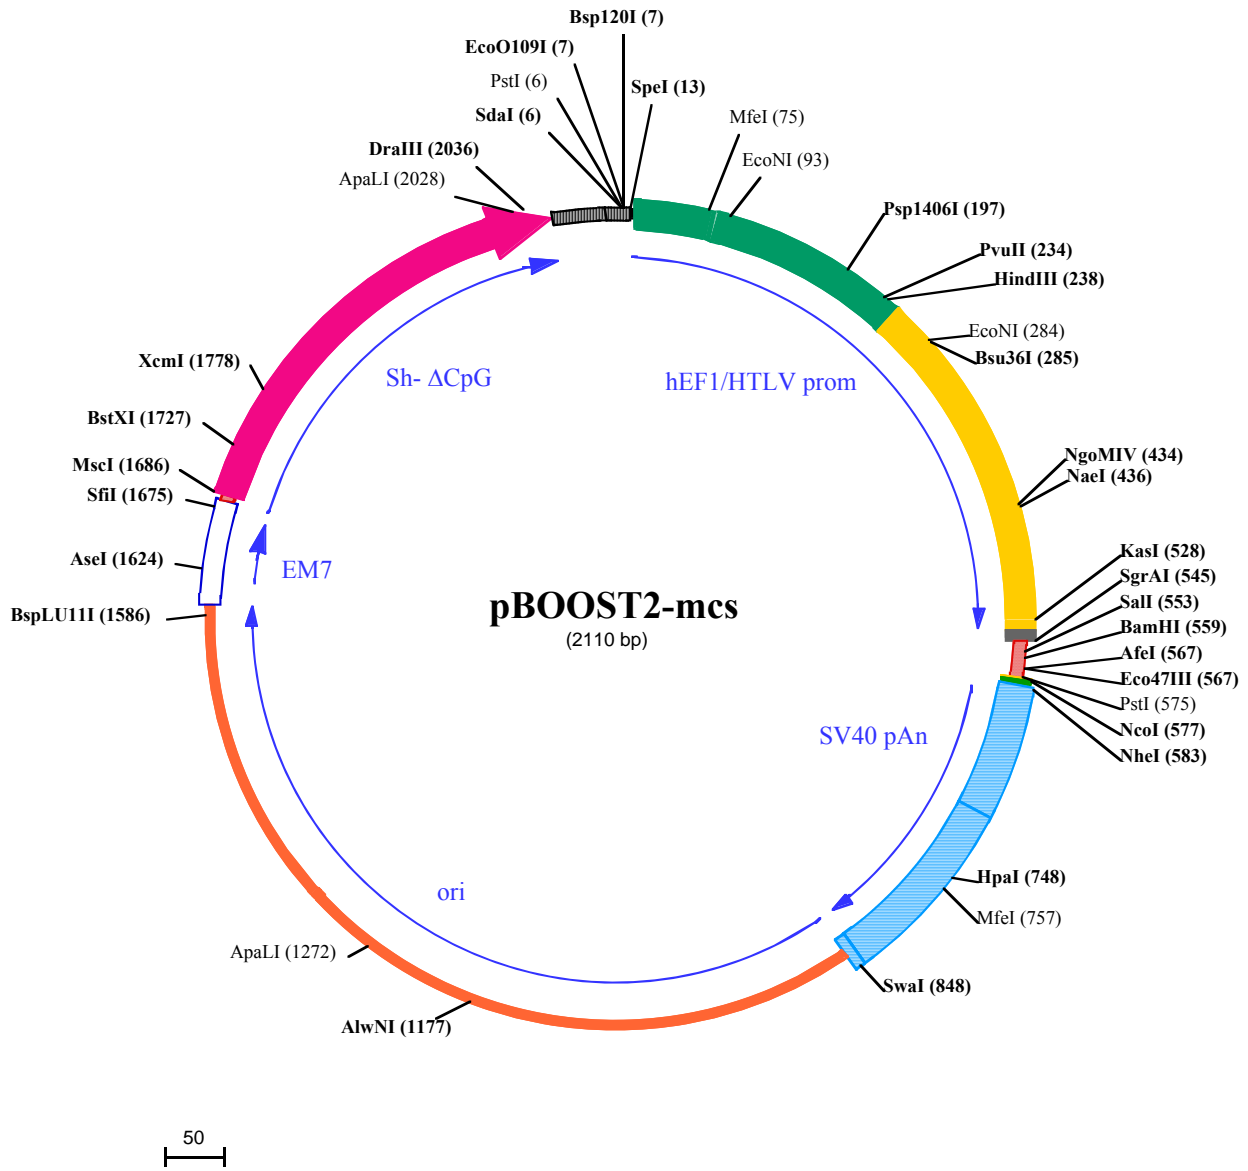 Bsp120I (7)
EcoO109I (7)
PstI (6)
SpeI (13)
SdaI (6)
MfeI (75)
DraIII (2036)
EcoNI (93)
ApaLI (2028)
Psp1406I (197)
PvuII (234)
HindIII (238)
EcoNI (284)
Bsu36I (285)
XcmI (1778)
Sh- ΔCpG
hEF1/HTLV prom
BstXI (1727)
NgoMIV (434)
MscI (1686)
NaeI (436)
SfiI (1675)
KasI (528)
AseI (1624)
EM7
SgrAI (545)
SalI (553)
BspLU11I (1586)
pBOOST2-mcs
(2110 bp)
BamHI (559)
AfeI (567)
Eco47III (567)
PstI (575)
NcoI (577)
SV40 pAn
NheI (583)
HpaI (748)
ori
MfeI (757)
ApaLI (1272)
SwaI (848)
AlwNI (1177)
50